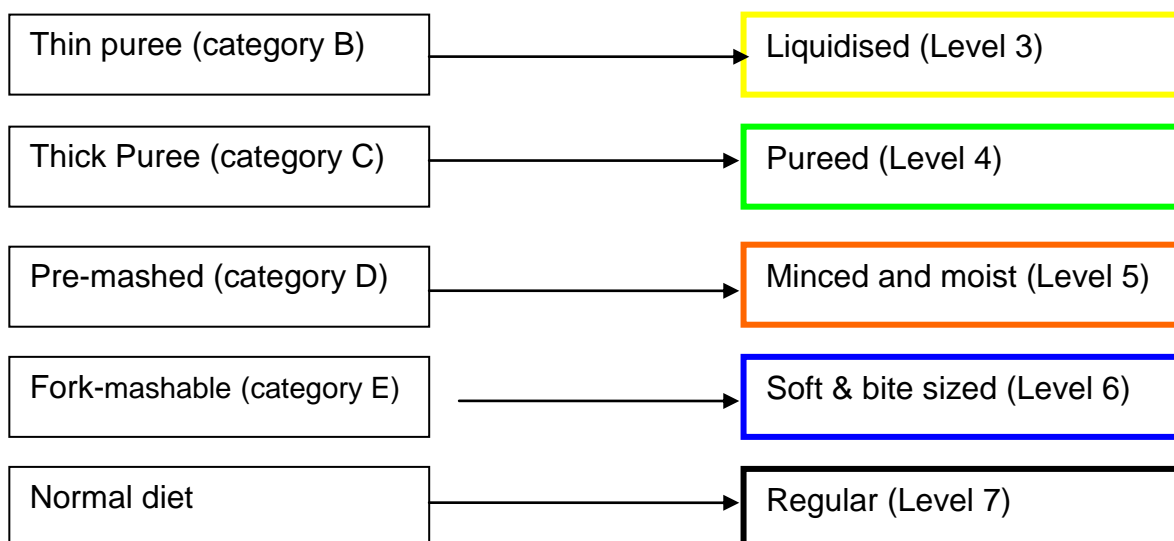 Thin puree (category B)
Liquidised (Level 3)
Thick Puree (category C)
Pureed (Level 4)
Pre-mashed (category D)
Minced and moist (Level 5)
Fork-mashable (category E)
Soft & bite sized (Level 6)
Normal diet
Regular (Level 7)